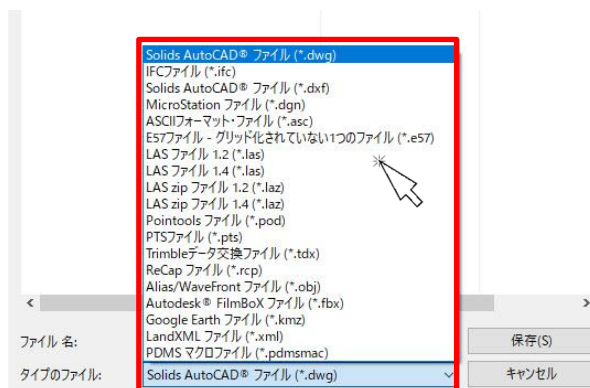 Solids AutoCAD® ファイル (*.dwg)
IFCファイル (*.ifc)
Solids AutoCAD® ファイル (*.dxf)
MicroStation ファイル (*.dgn)
ASCIIフォーマット・ファイル (*.asc)
E57ファイル - グリッド化されていない1つのファイル (*.e57)
LAS ファイル 1.2 (*.las)
LAS ファイル 1.4 (*.las)
LAS zip ファイル 1.2 (*.laz)
LAS zip ファイル 1.4 (*.laz)
Pointools ファイル (*.pod)
PTSファイル (*.pts)
Trimbleデータ交換ファイル (*.tdx)
ReCap ファイル (*.rcp)
Alias/WaveFront ファイル (*.obj)
Autodesk® FilmBoX ファイル (*.fbx)
Google Earth ファイル (*.kmz)
LandXML ファイル (*.xml)
PDMS マクロファイル (*.pdmsmac)
ファイル 名:
保存(S)
タイプのファイル:
Solids AutoCAD® ファイル (*.dwg)
キャンセル